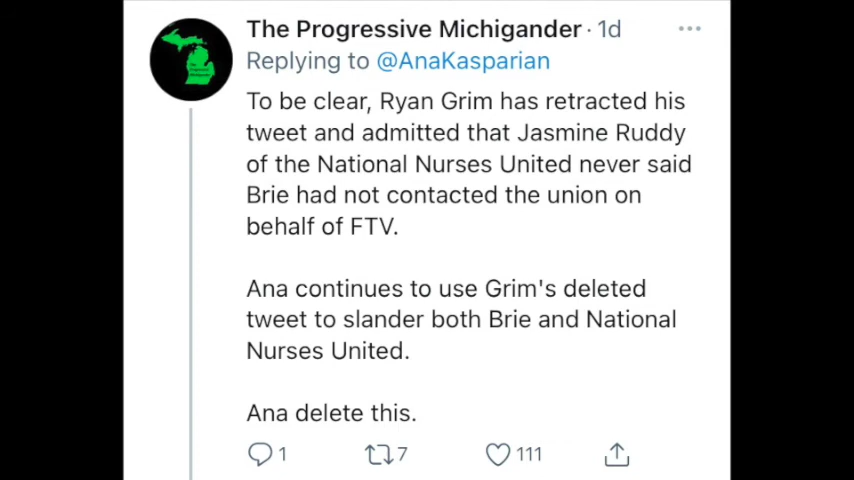 The Progressive Michigander · 1d
Replying to @AnaKasparian
To be clear, Ryan Grim has retracted his
tweet and admitted that Jasmine Ruddy
of the National Nurses United never said
Brie had not contacted the union on
behalf of FTV.
Ana continues to use Grim's deleted
tweet to slander both Brie and National
Nurses United.
Ana delete this.
1 7 111